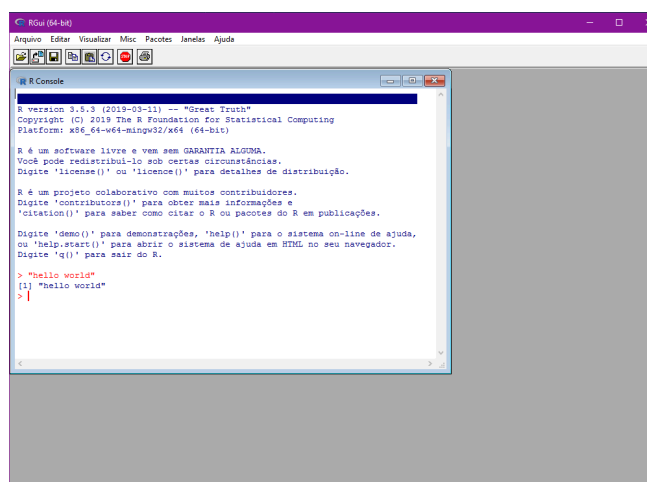 RGui (64-bit)
Arquivo Editar Visualizar Misc Pacotes Janelas Ajuda
STOP
R Console
R version 3.5.3 (2019-03-11) -- "Great Truth"
Copyright (C) 2019 The R Foundation for Statistical Computing
Platform: x86_64-w64-mingw32/x64 (64-bit)
R é um software livre e vem sem GARANTIA ALGUMA.
Você pode redistribuí-lo sob certas circunstâncias.
Digite 'license()' ou 'licence()' para detalhes de distribuição.
R é um projeto colaborativo com muitos contribuidores.
Digite 'contributors()' para obter mais informações e
'citation()' para saber como citar o R ou pacotes do R em publicações.
Digite 'demo()' para demonstrações, 'help()' para o sistema on-line de ajuda,
ou 'help.start()' para abrir o sistema de ajuda em HTML no seu navegador.
Digite 'q()' para sair do R.
> "hello world"
[1] "hello world"
>